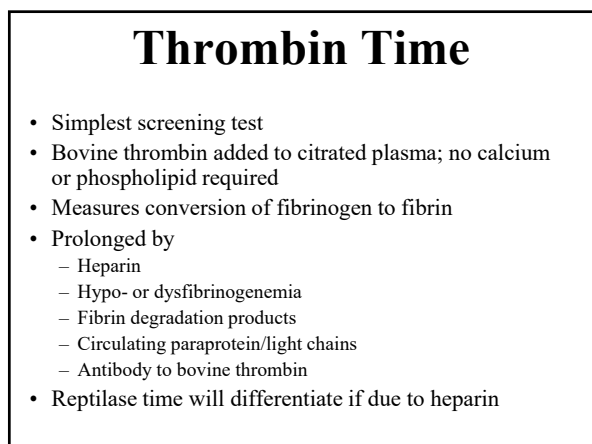 Thrombin Time
• Simplest screening test
• Bovine thrombin added to citrated plasma; no calcium
or phospholipid required
• Measures conversion of fibrinogen to fibrin
• Prolonged by
– Heparin
– Hypo- or dysfibrinogenemia
– Fibrin degradation products
– Circulating paraprotein/light chains
– Antibody to bovine thrombin
• Reptilase time will differentiate if due to heparin